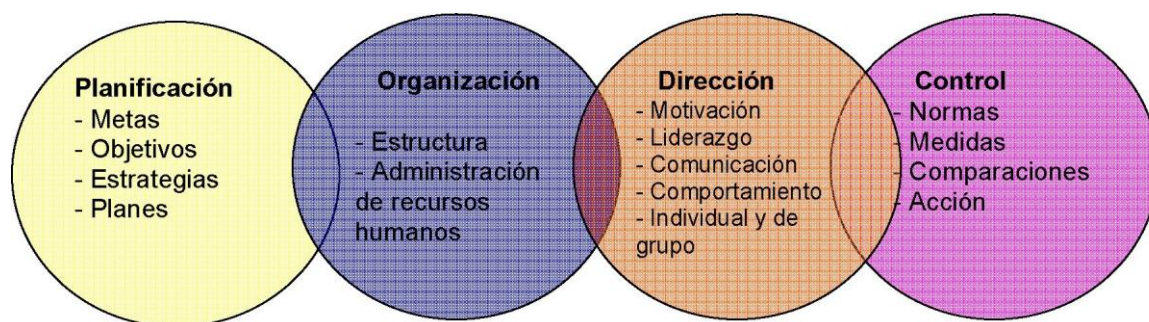 Planificación
- Metas
- Objetivos
- Estrategias
- Planes
Organización
- Estructura
- Administración
de recursos
humanos
Dirección
- Motivación
- Liderazgo
- Comunicación
- Comportamiento
- Individual y de
grupo
Control
- Normas
- Medidas
- Comparaciones
- Acción